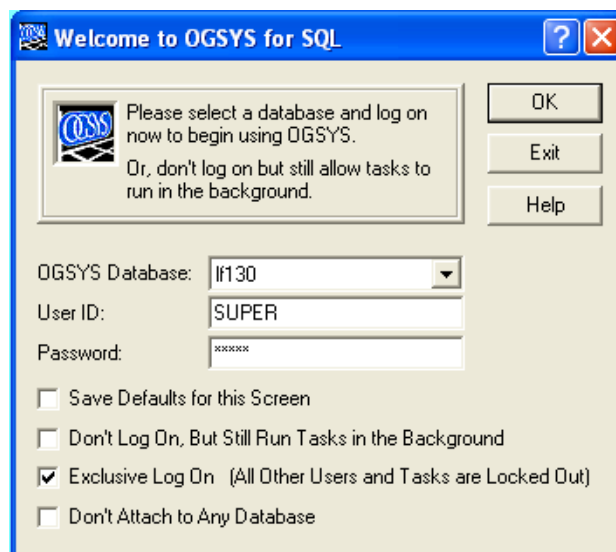 Welcome to OGSYS for SQL
OGSYS
Please select a database and log on
now to begin using OGSYS.
Or, don't log on but still allow tasks to
run in the background.
OK
Exit
Help
OGSYS Database: lf130
User ID: SUPER
Password: *****
Save Defaults for this Screen
Don't Log On, But Still Run Tasks in the Background
Exclusive Log On (All Other Users and Tasks are Locked Out)
Don't Attach to Any Database